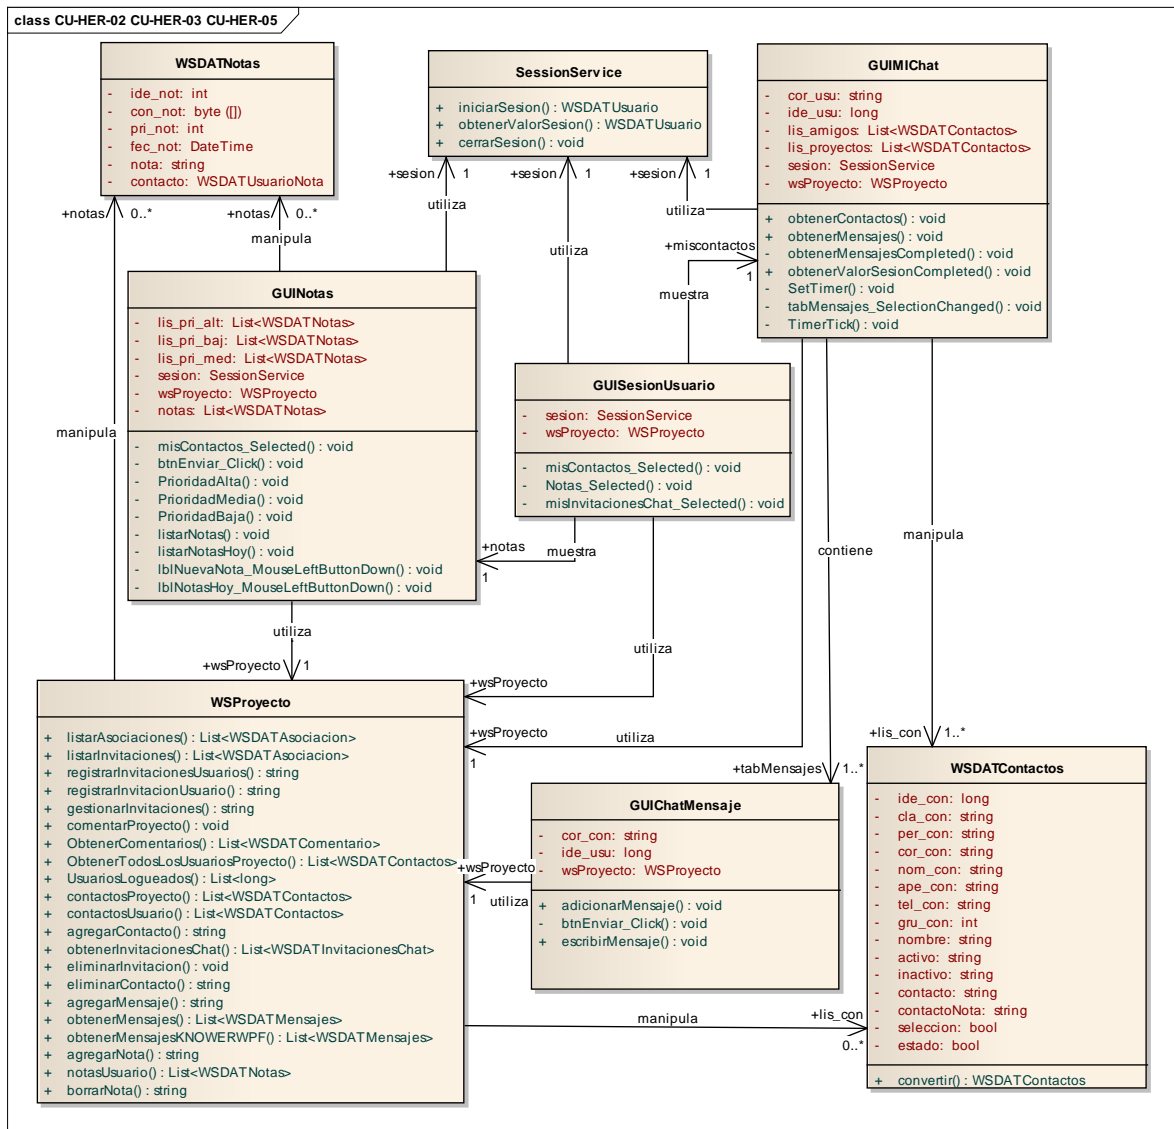 class CU-HER-02 CU-HER-03 CU-HER-05
WSDATNotas
- ide_not: int
- con_not: byte ([])
- pri_not: int
- fec_not: DateTime
- nota: string
- contacto: WSDATUsuarioNota
SessionService
+ iniciarSesion() : WSDATUsuario
+ obtenerValorSesion() : WSDATUsuario
+ cerrarSesion() : void
GUIMIChat
- cor_usu: string
- ide_usu: long
- lis_amigos: List<WSDATContactos>
- lis_proyectos: List<WSDATContactos>
- sesion: SessionService
- wsProyecto: WSProyecto
+ obtenerContactos() : void
+ obtenerMensajes() : void
- obtenerMensajesCompleted() : void
+ obtenerValorSesionCompleted() : void
- SetTimer() : void
- tabMensajes_SelectionChanged() : void
- TimerTick() : void
+notas 0..*
+notas 0..*
manipula
+sesion 1
utiliza
+sesion 1
utiliza
+sesion 1
utiliza
+miscontactos
1
muestra
GUINotas
- lis_pri_alt: List<WSDATNotas>
- lis_pri_baj: List<WSDATNotas>
- lis_pri_med: List<WSDATNotas>
- sesion: SessionService
- wsProyecto: WSProyecto
- notas: List<WSDATNotas>
- misContactos_Selected() : void
- btnEnviar_Click() : void
- PrioridadAlta() : void
- PrioridadMedia() : void
- PrioridadBaja() : void
- listarNotas() : void
- listarNotasHoy() : void
- lblNuevaNota_MouseLeftButtonDown() : void
- lblNotasHoy_MouseLeftButtonDown() : void
GUISesionUsuario
- sesion: SessionService
- wsProyecto: WSProyecto
- misContactos_Selected() : void
- Notas_Selected() : void
- misInvitacionesChat_Selected() : void
manipula
+notas
1
muestra
contiene
manipula
utiliza
+wsProyecto 1
utiliza
+wsProyecto
+wsProyecto
1
utiliza
+tabMensajes 1..*
+lis_con 1..*
WSProyecto
+ listarAsociaciones() : List<WSDATAsociacion>
+ listarInvitaciones() : List<WSDATAsociacion>
+ registrarInvitacionesUsuarios() : string
+ registrarInvitacionUsuario() : string
+ gestionarInvitaciones() : string
+ comentarProyecto() : void
+ ObtenerComentarios() : List<WSDATComentario>
+ ObtenerTodosLosUsuariosProyecto() : List<WSDATContactos>
+ UsuariosLogueados() : List<long>
+ contactosProyecto() : List<WSDATContactos>
+ contactosUsuario() : List<WSDATContactos>
+ agregarContacto() : string
+ obtenerInvitacionesChat() : List<WSDATInvitacionesChat>
+ eliminarInvitacion() : void
+ eliminarContacto() : string
+ agregarMensaje() : string
+ obtenerMensajes() : List<WSDATMensajes>
+ obtenerMensajesKNOWERWPF() : List<WSDATMensajes>
+ agregarNota() : string
+ notasUsuario() : List<WSDATNotas>
+ borrarNota() : string
+wsProyecto
1
utiliza
GUIChatMensaje
- cor_con: string
- ide_usu: long
- wsProyecto: WSProyecto
+ adicionarMensaje() : void
- btnEnviar_Click() : void
+ escribirMensaje() : void
WSDATContactos
- ide_con: long
- cla_con: string
- per_con: string
- cor_con: string
- nom_con: string
- ape_con: string
- tel_con: string
- gru_con: int
- nombre: string
- activo: string
- inactivo: string
- contacto: string
- contactoNota: string
- seleccion: bool
- estado: bool
+ convertir() : WSDATContactos
manipula
+lis_con
0..*